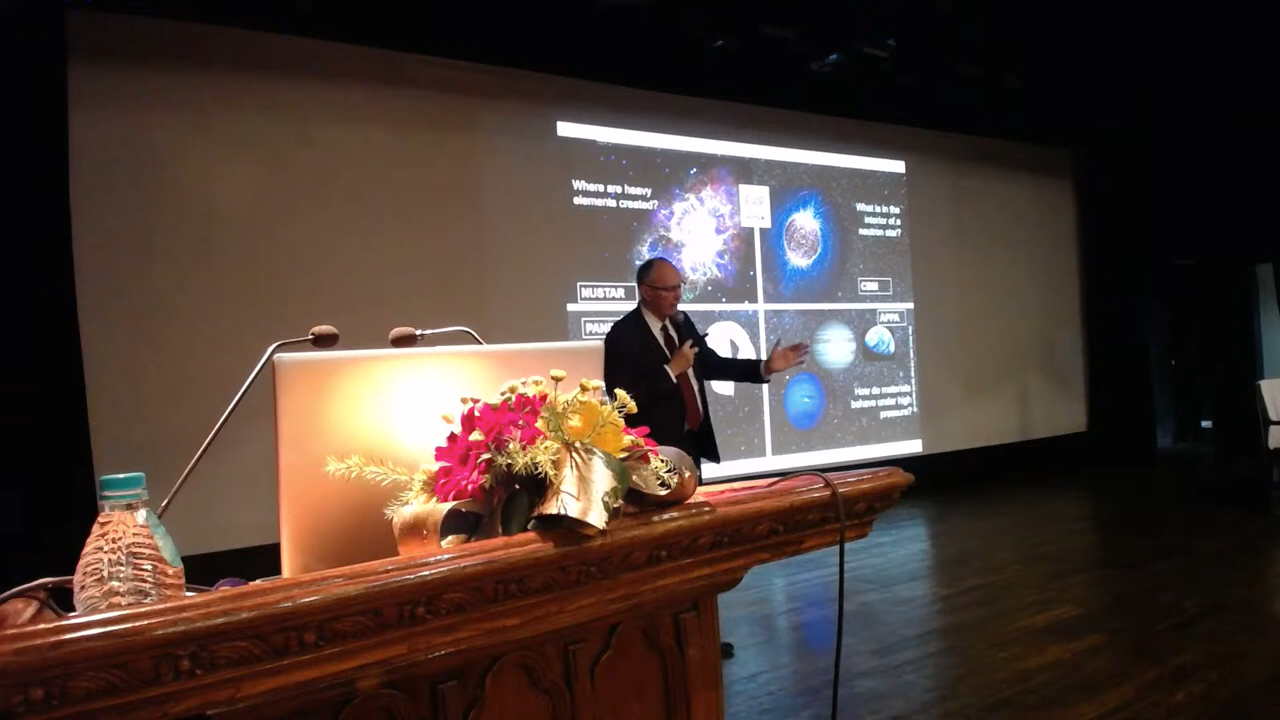 Where are heavy
elements created?
What is in the
interior of a
neutron star?
NUSTAR
CBM
APPA
How do materials
behave under high
pressure?